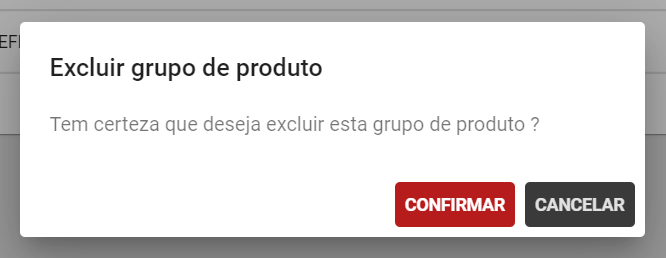 Excluir grupo de produto
Tem certeza que deseja excluir esta grupo de produto ?
CONFIRMAR
CANCELAR